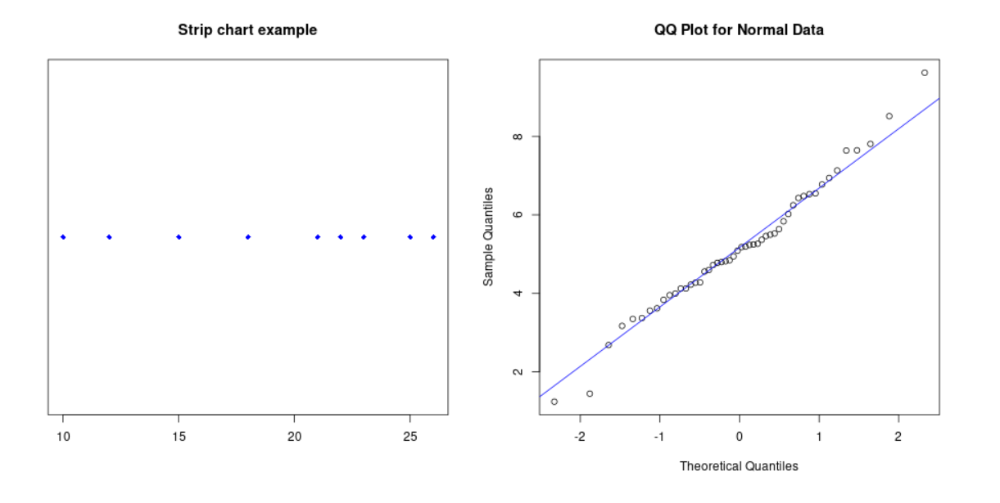 Strip chart example
10 15 20 25
QQ Plot for Normal Data
Sample Quantiles
8
6
4
2
-2 -1 0 1 2
Theoretical Quantiles